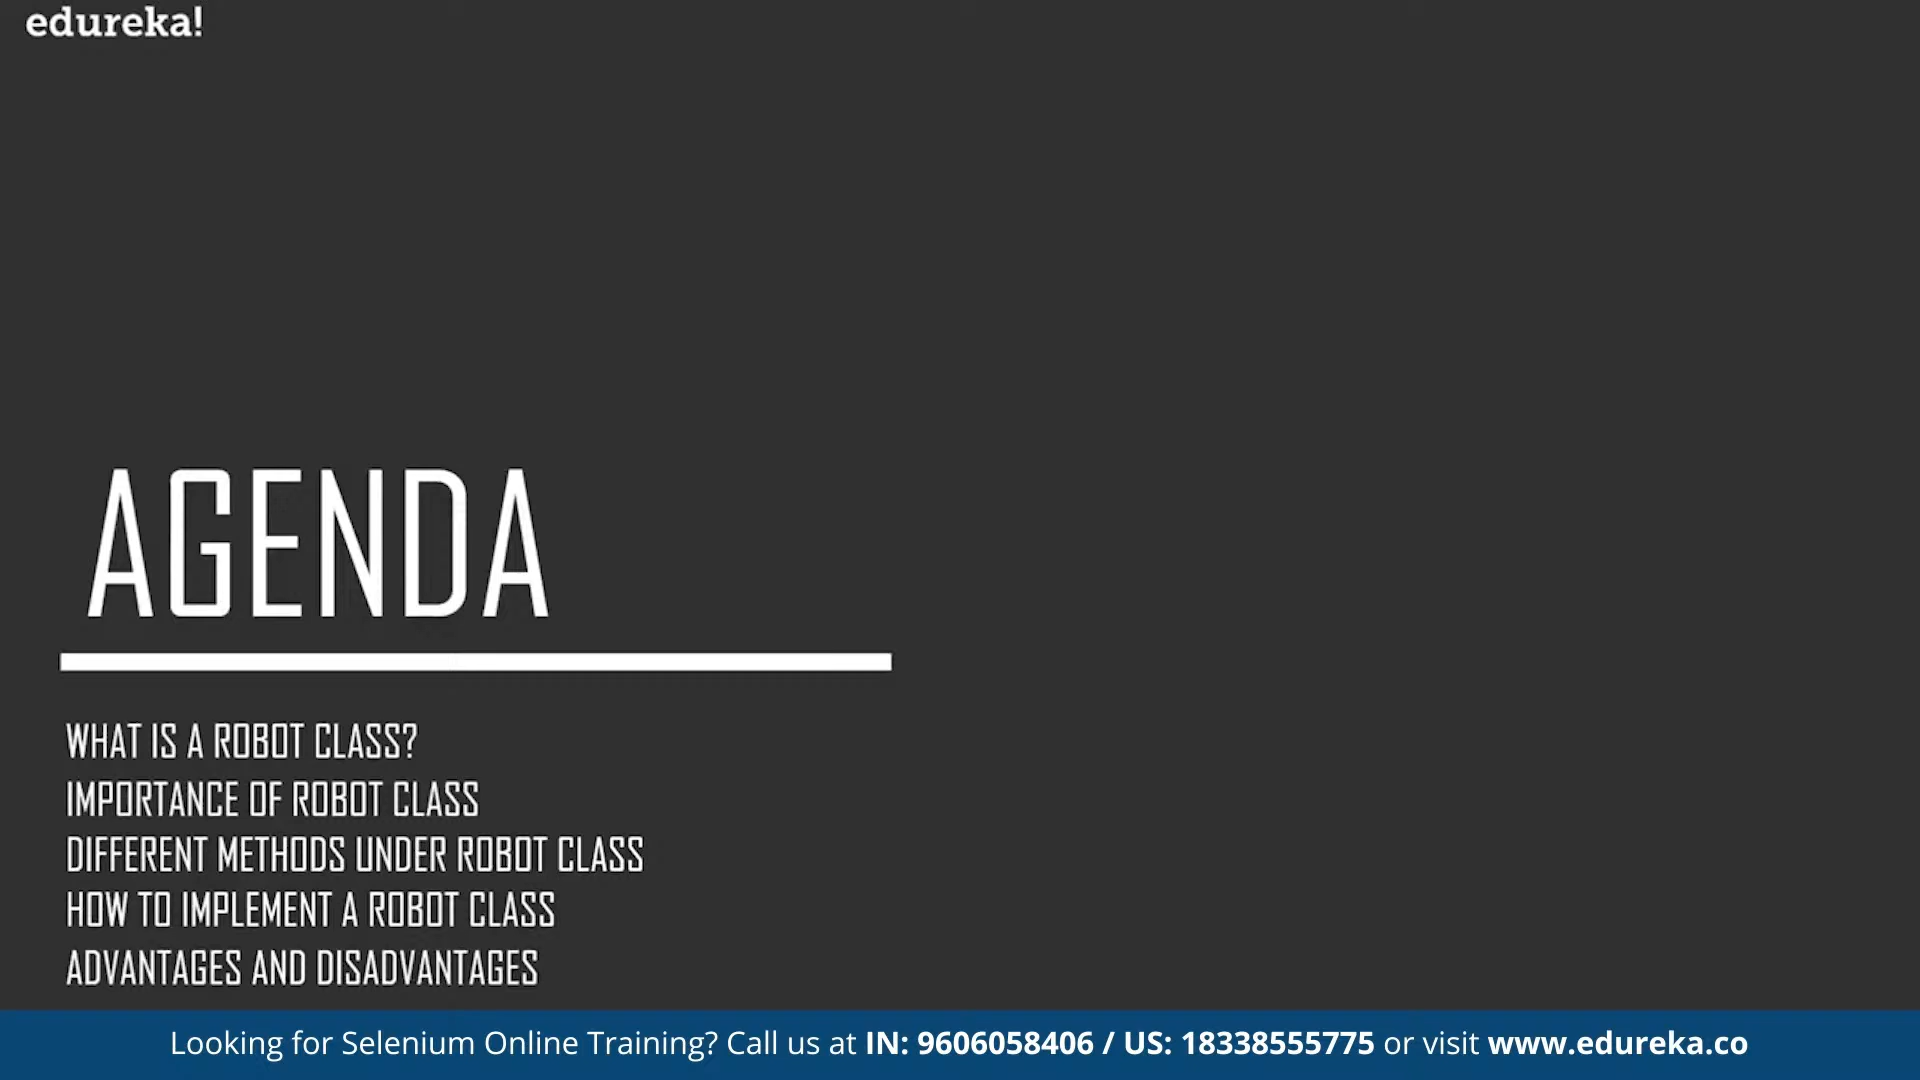 edureka!
AGENDA
WHAT IS A ROBOT CLASS?
IMPORTANCE OF ROBOT CLASS
DIFFERENT METHODS UNDER ROBOT CLASS
HOW TO IMPLEMENT A ROBOT CLASS
ADVANTAGES AND DISADVANTAGES
Looking for Selenium Online Training? Call us at IN: 9606058406 / US: 18338555775 or visit www.edureka.co